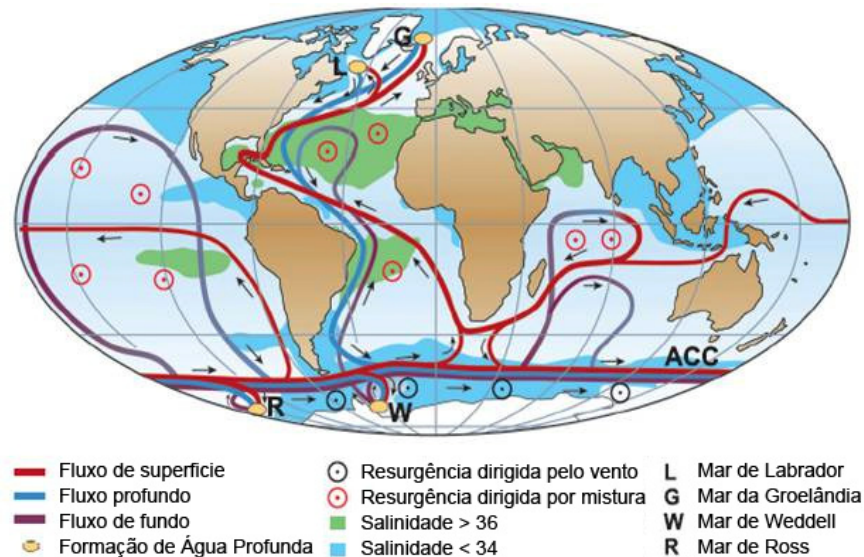 G
L
ACC
R
W
Fluxo de superficie
Fluxo profundo
Fluxo de fundo
Formação de Água Profunda
Resurgência dirigida pelo vento
Resurgência dirigida por mistura
Salinidade > 36
Salinidade < 34
L Mar de Labrador
G Mar da Groelândia
W Mar de Weddell
R Mar de Ross